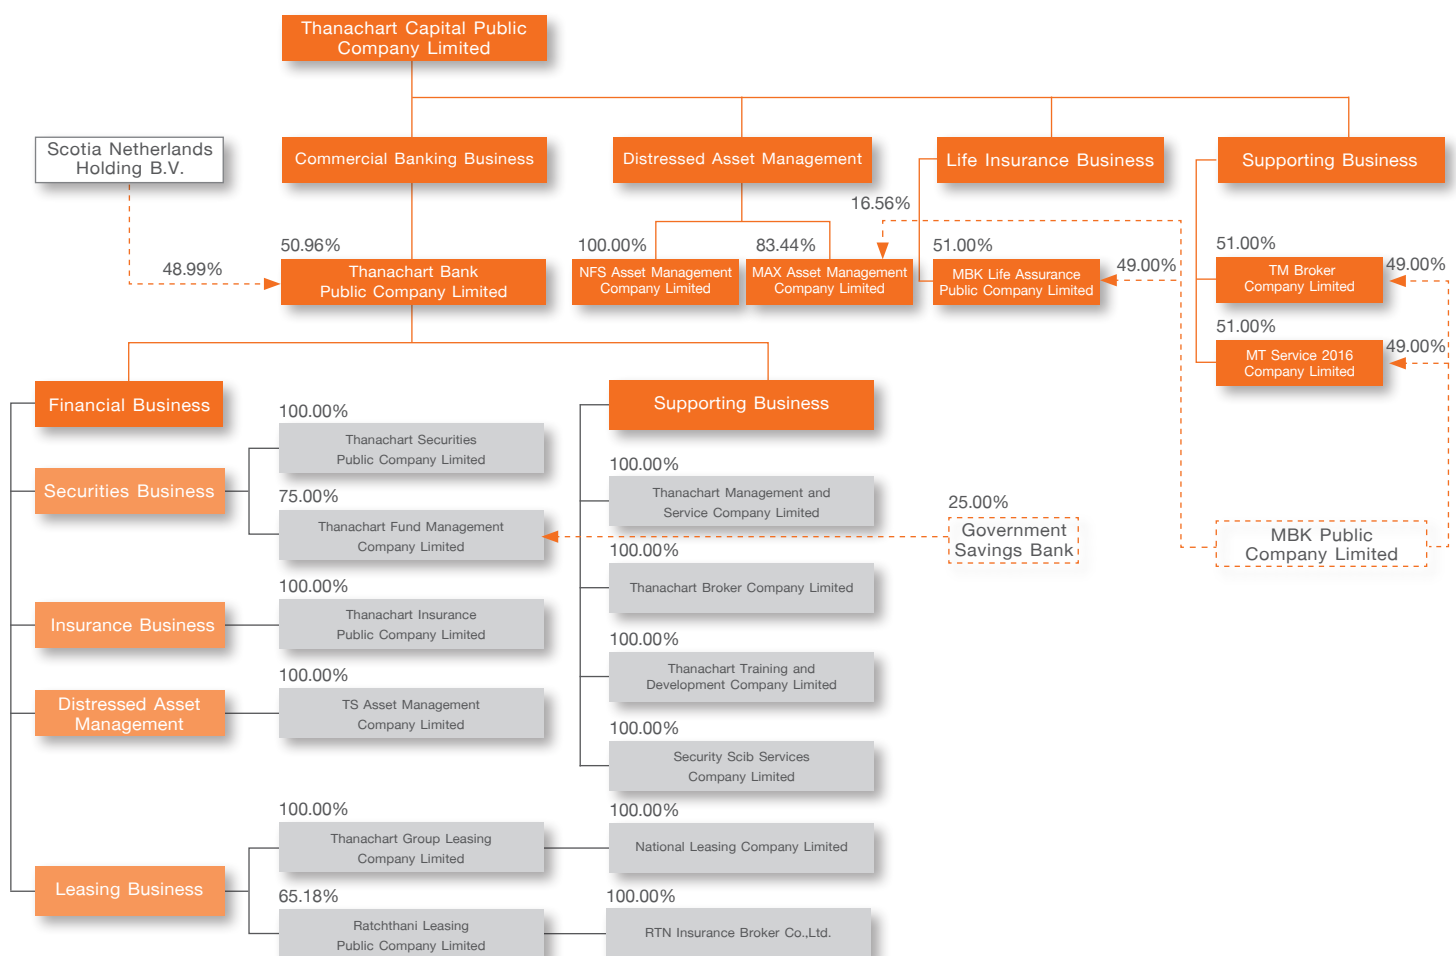 Thanachart Capital Public
Company Limited
Scotia Netherlands
Holding B.V.
Commercial Banking Business
Distressed Asset Management
Life Insurance Business
Supporting Business
16.56%
50.96%
100.00%
83.44%
51.00%
51.00%
48.99%
Thanachart Bank
Public Company Limited
NFS Asset Management
Company Limited
MAX Asset Management
Company Limited
MBK Life Assurance
Public Company Limited
49.00%
TM Broker
Company Limited
49.00%
51.00%
MT Service 2016
Company Limited
49.00%
Financial Business
Supporting Business
100.00%
Thanachart Securities
Public Company Limited
Securities Business
75.00%
Thanachart Fund Management
Company Limited
100.00%
Thanachart Management and
Service Company Limited
25.00%
Government
Savings Bank
MBK Public
Company Limited
100.00%
Thanachart Broker Company Limited
Insurance Business
100.00%
Thanachart Insurance
Public Company Limited
100.00%
Thanachart Training and
Development Company Limited
Distressed Asset
Management
100.00%
TS Asset Management
Company Limited
100.00%
Security Scib Services
Company Limited
Leasing Business
100.00%
Thanachart Group Leasing
Company Limited
100.00%
National Leasing Company Limited
65.18%
Ratchthani Leasing
Public Company Limited
100.00%
RTN Insurance Broker Co.,Ltd.